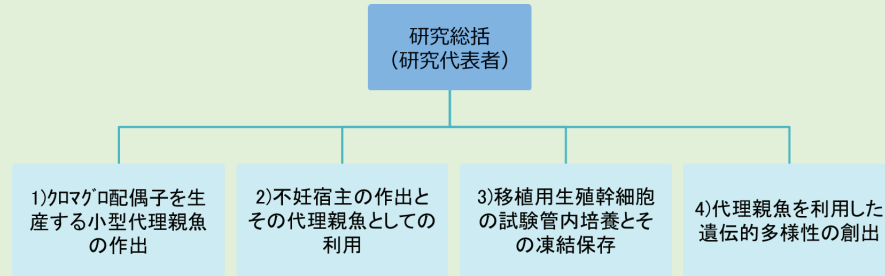 研究総括
（研究代表者）
1)ｸﾛﾏｸﾞﾛ配偶子を生
産する小型代理親魚
の作出
2)不妊宿主の作出と
その代理親魚としての
利用
3)移植用生殖幹細胞
の試験管内培養とそ
の凍結保存
4)代理親魚を利用した
遺伝的多様性の創出